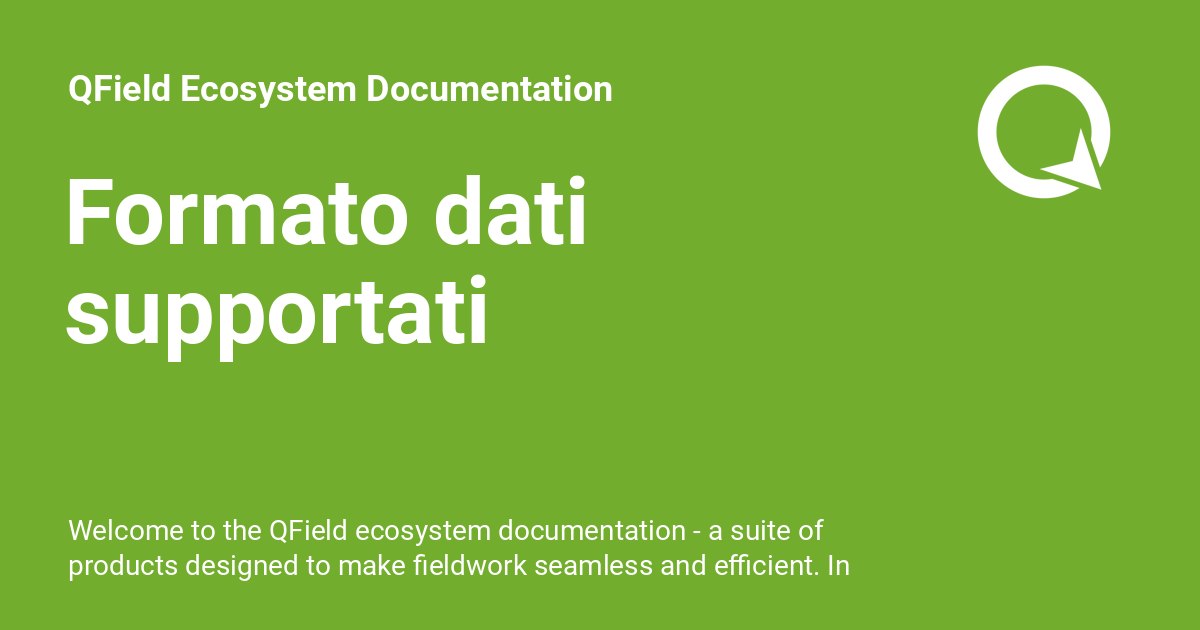 QField Ecosystem Documentation
Formato dati
supportati
Welcome to the QField ecosystem documentation - a suite of
products designed to make fieldwork seamless and efficient. In